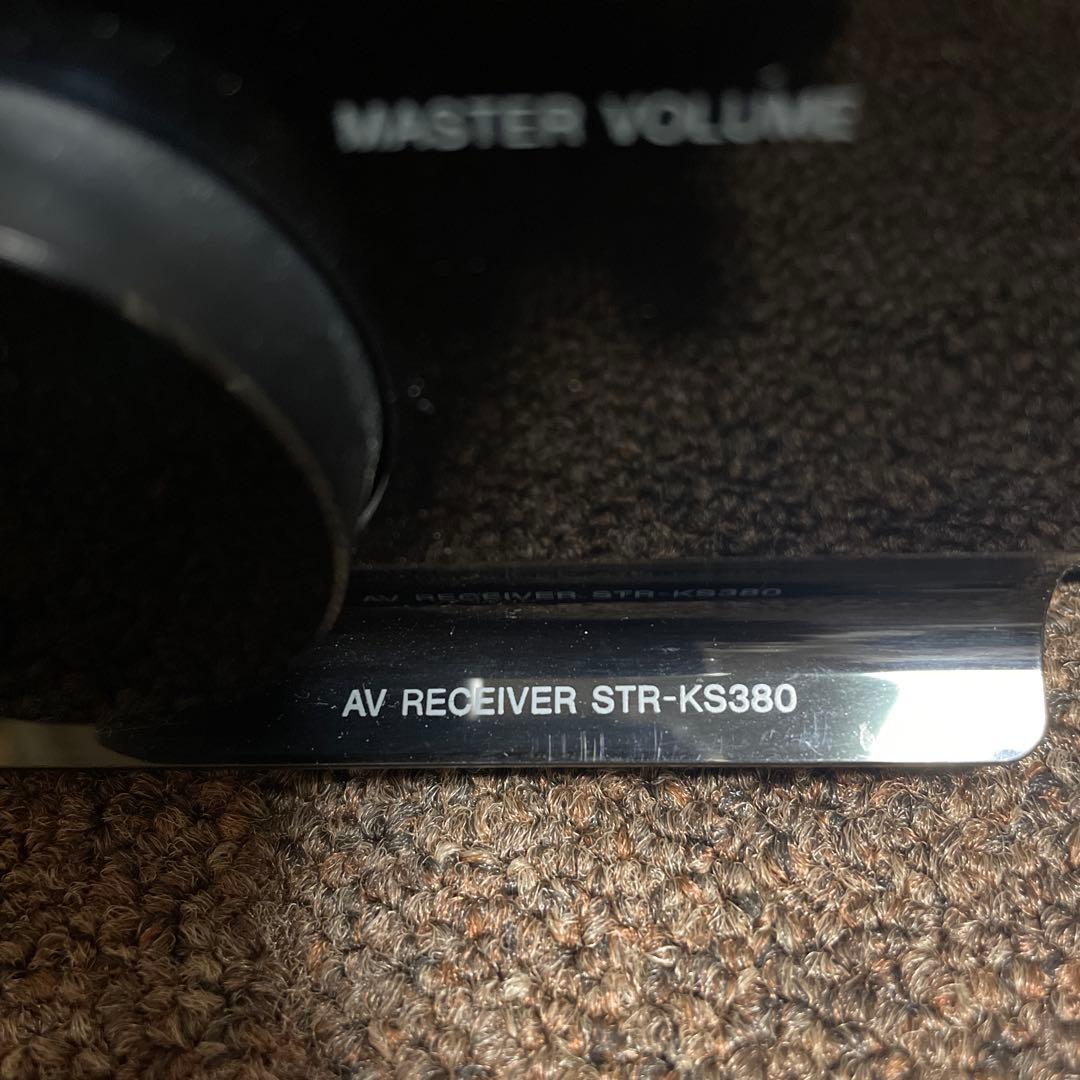 MASTER VOLUME
AV RECEIVER STR-KS380
AV RECEIVER STR-KS380